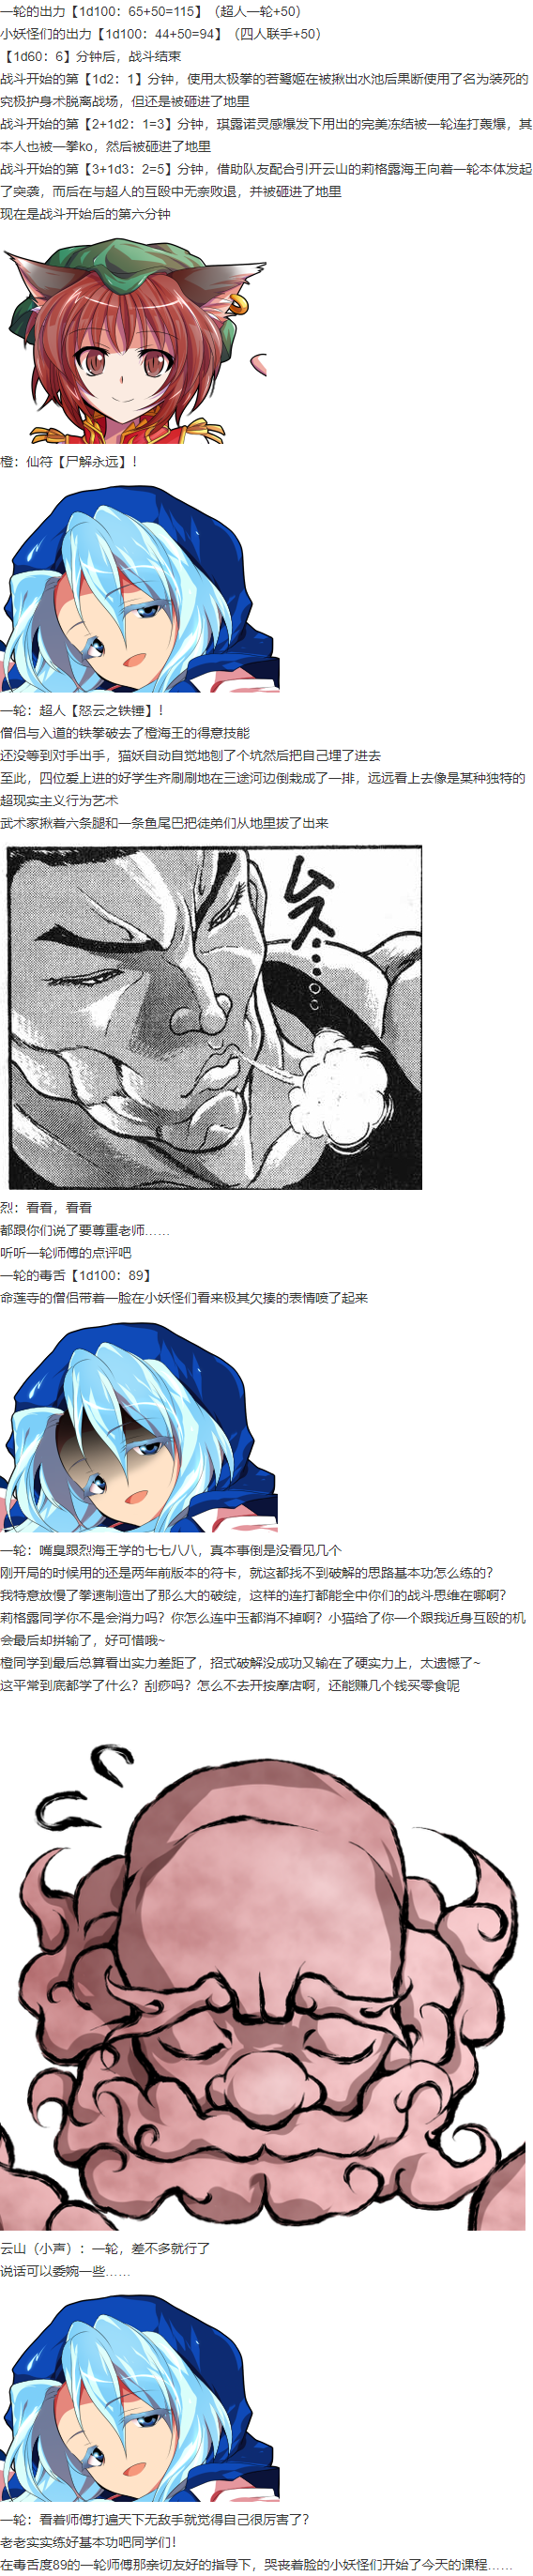 一轮的出力【1d100：65+50=115】（超人一轮+50）
小妖怪们的出力【1d100：44+50=94】（四人联手+50）
【1d60：6】分钟后，战斗结束
战斗开始的第【1d2：1】分钟，使用太极拳的若鹭姬在被揪出水池后果断使用了名为装死的
究极护身术脱离战场，但还是被砸进了地里
战斗开始的第【2+1d2：1=3】分钟，琪露诺灵感爆发下用出的完美冻结被一轮连打轰爆，其
本人也被一拳ko，然后被砸进了地里
战斗开始的第【3+1d3：2=5】分钟，借助队友配合引开云山的莉格露海王向着一轮本体发起
了突袭，而后在与超人的互殴中无奈败退，并被砸进了地里
现在是战斗开始后的第六分钟
橙：仙符【尸解永远】！
一轮：超人【怒云之铁锤】！
僧侣与入道的铁拳破去了橙海王的得意技能
还没等到对手出手，猫妖自动自觉地刨了个坑然后把自己埋了进去
至此，四位爱上进的好学生齐刷刷地在三途河边倒栽成了一排，远远看上去像是某种独特的
超现实主义行为艺术
武术家揪着六条腿和一条鱼尾巴把徒弟们从地里拔了出来
ムス…
烈：看看，看看
都跟你们说了要尊重老师……
听听一轮师傅的点评吧
一轮的毒舌【1d100：89】
命莲寺的僧侣带着一脸在小妖怪们看来极其欠揍的表情喷了起来
一轮：嘴臭跟烈海王学的七七八八，真本事倒是没看见几个
刚开局的时候用的还是两年前版本的符卡，就这都找不到破解的思路基本功怎么练的？
我特意放慢了拳速制造出了那么大的破绽，这样的连打都能全中你们的战斗思维在哪啊？
莉格露同学你不是会消力吗？你怎么连中玉都消不掉啊？小猫给了你一个跟我近身互殴的机
会最后却拼输了，好可惜哦~
橙同学到最后总算看出实力差距了，招式破解没成功又输在了硬实力上，太遗憾了~
这平常到底都学了什么？刮痧吗？怎么不去开按摩店啊，还能赚几个钱买零食呢
云山（小声）：一轮，差不多就行了
说话可以委婉一些……
一轮：看着师傅打遍天下无敌手就觉得自己很厉害了？
老老实实练好基本功吧同学们！
在毒舌度89的一轮师傅那亲切友好的指导下，哭丧着脸的小妖怪们开始了今天的课程……